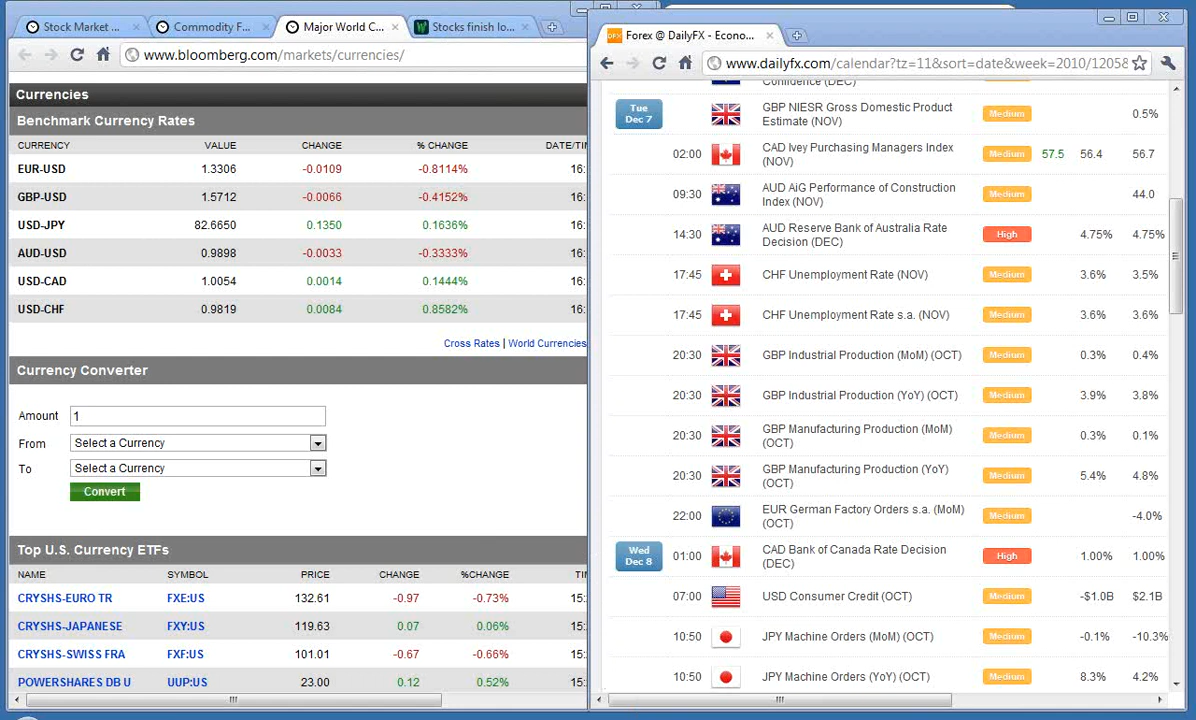 Stock Market ...
Commodity F...
Major World C...
Stocks finish lo...
www.bloomberg.com/markets/currencies/
Currencies
Benchmark Currency Rates
CURRENCY VALUE CHANGE % CHANGE DATE/TI
EUR-USD 1.3306 -0.0109 -0.8114% 16:
GBP-USD 1.5712 -0.0066 -0.4152% 16:
USD-JPY 82.6650 0.1350 0.1636% 16:
AUD-USD 0.9898 -0.0033 -0.3333% 16:
USD-CAD 1.0054 0.0014 0.1444% 16:
USD-CHF 0.9819 0.0084 0.8582% 16:
Cross Rates | World Currencies
Currency Converter
Amount 1
From Select a Currency
To Select a Currency
Convert
Top U.S. Currency ETFs
NAME SYMBOL PRICE CHANGE %CHANGE TI
CRYSHS-EURO TR FXE:US 132.61 -0.97 -0.73% 15:
CRYSHS-JAPANESE FXY:US 119.63 0.07 0.06% 15:
CRYSHS-SWISS FRA FXF:US 101.01 -0.67 -0.66% 15:
POWERSHARES DB U UUP:US 23.00 0.12 0.52% 15:
DFX Forex @ DailyFX - Econo...
www.dailyfx.com/calendar?tz=11&sort=date&week=2010/12058
Confidence (DEC)
Tue
Dec 7
GBP NIESR Gross Domestic Product
Estimate (NOV) Medium 0.5%
02:00 CAD Ivey Purchasing Managers Index
(NOV) Medium 57.5 56.4 56.7
09:30 AUD AiG Performance of Construction
Index (NOV) Medium 44.0
14:30 AUD Reserve Bank of Australia Rate
Decision (DEC) High 4.75% 4.75%
17:45 CHF Unemployment Rate (NOV) Medium 3.6% 3.5%
17:45 CHF Unemployment Rate s.a. (NOV) Medium 3.6% 3.6%
20:30 GBP Industrial Production (MoM) (OCT) Medium 0.3% 0.4%
20:30 GBP Industrial Production (YoY) (OCT) Medium 3.9% 3.8%
20:30 GBP Manufacturing Production (MoM)
(OCT) Medium 0.3% 0.1%
20:30 GBP Manufacturing Production (YoY)
(OCT) Medium 5.4% 4.8%
22:00 EUR German Factory Orders s.a. (MoM)
(OCT) Medium -4.0%
Wed
Dec 8
01:00 CAD Bank of Canada Rate Decision
(DEC) High 1.00% 1.00%
07:00 USD Consumer Credit (OCT) Medium -$1.0B $2.1B
10:50 JPY Machine Orders (MoM) (OCT) Medium -0.1% -10.3%
10:50 JPY Machine Orders (YoY) (OCT) Medium 8.3% 4.2%